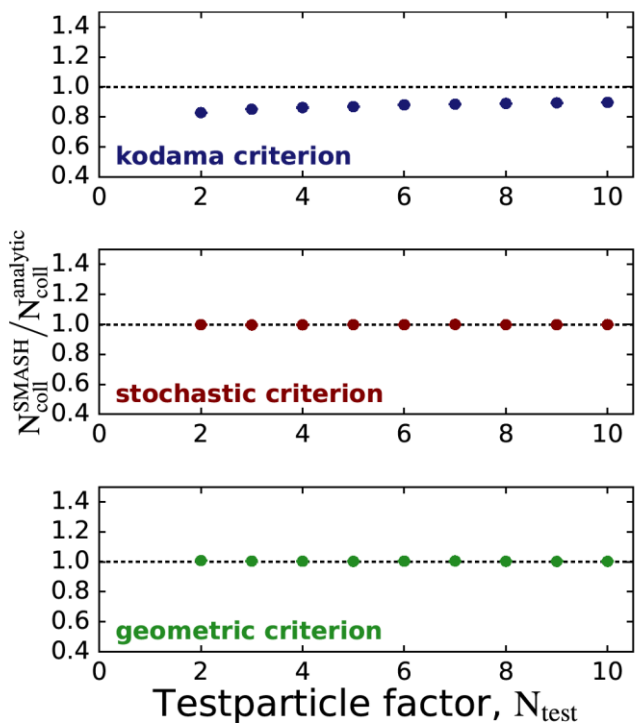 1.4
1.2
1.0
0.8
0.6
0.4
kodama criterion
0 2 4 6 8 10
1.4
1.2
1.0
0.8
0.6
0.4
stochastic criterion
0 2 4 6 8 10
N_coll^SMASH/N_coll^analytic
1.4
1.2
1.0
0.8
0.6
0.4
geometric criterion
0 2 4 6 8 10
Testparticle factor, N_test